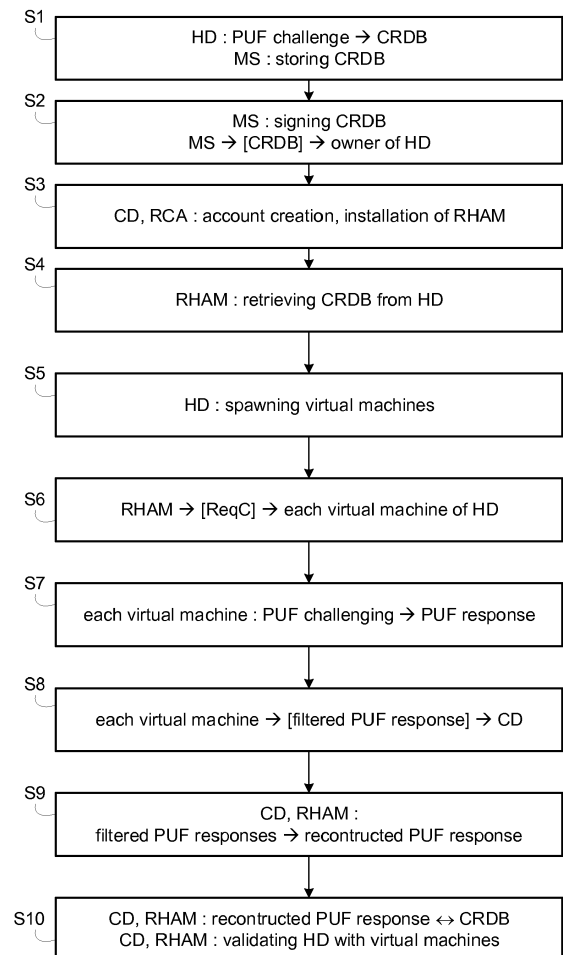 S1
HD : PUF challenge → CRDB
MS : storing CRDB
S2
MS : signing CRDB
MS → [CRDB] → owner of HD
S3
CD, RCA : account creation, installation of RHAM
S4
RHAM : retrieving CRDB from HD
S5
HD : spawning virtual machines
S6
RHAM → [ReqC] → each virtual machine of HD
S7
each virtual machine : PUF challenging → PUF response
S8
each virtual machine → [filtered PUF response] → CD
S9
CD, RHAM :
filtered PUF responses → recontructed PUF response
S10
CD, RHAM : recontructed PUF response ↔ CRDB
CD, RHAM : validating HD with virtual machines